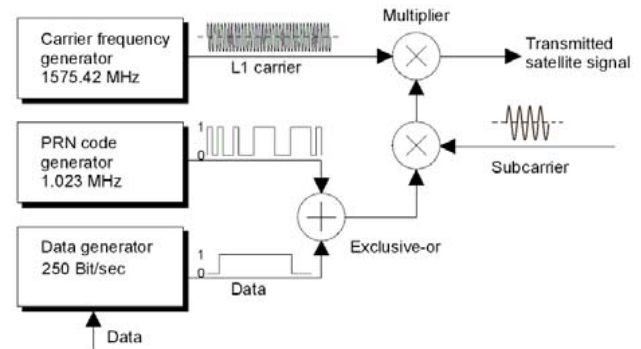 Carrier frequency
generator
1575.42 MHz
L1 carrier
Multiplier
Transmitted
satellite signal
PRN code
generator
1.023 MHz
1
0
Subcarrier
Exclusive-or
Data generator
250 Bit/sec
1
0
Data
Data